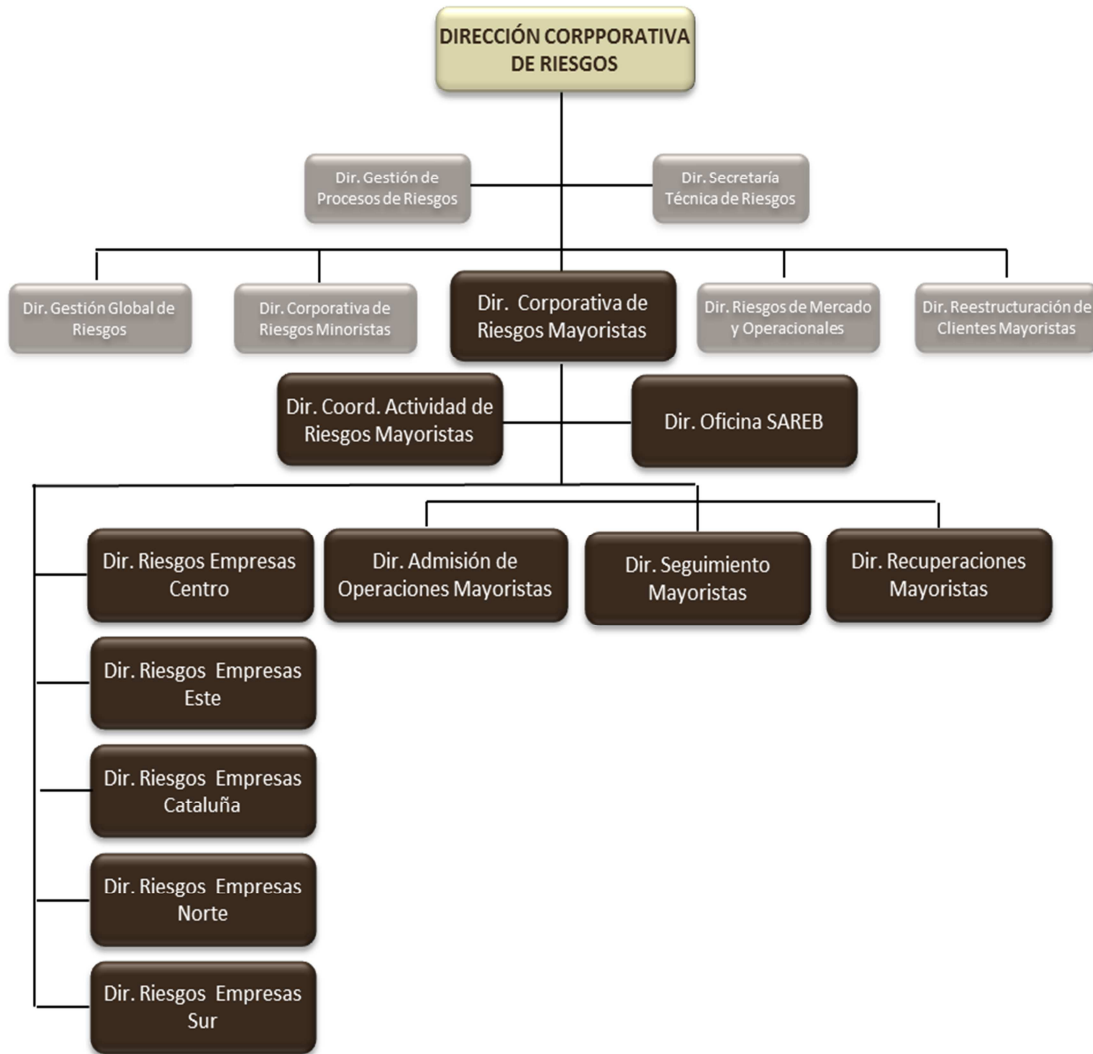 DIRECCIÓN CORPPORATIVA
DE RIESGOS
Dir. Gestión de
Procesos de Riesgos
Dir. Secretaría
Técnica de Riesgos
Dir. Gestión Global de
Riesgos
Dir. Corporativa de
Riesgos Minoristas
Dir. Corporativa de
Riesgos Mayoristas
Dir. Riesgos de Mercado
y Operacionales
Dir. Reestructuración de
Clientes Mayoristas
Dir. Coord. Actividad de
Riesgos Mayoristas
Dir. Oficina SAREB
Dir. Riesgos Empresas
Centro
Dir. Admisión de
Operaciones Mayoristas
Dir. Seguimiento
Mayoristas
Dir. Recuperaciones
Mayoristas
Dir. Riesgos Empresas
Este
Dir. Riesgos Empresas
Cataluña
Dir. Riesgos Empresas
Norte
Dir. Riesgos Empresas
Sur